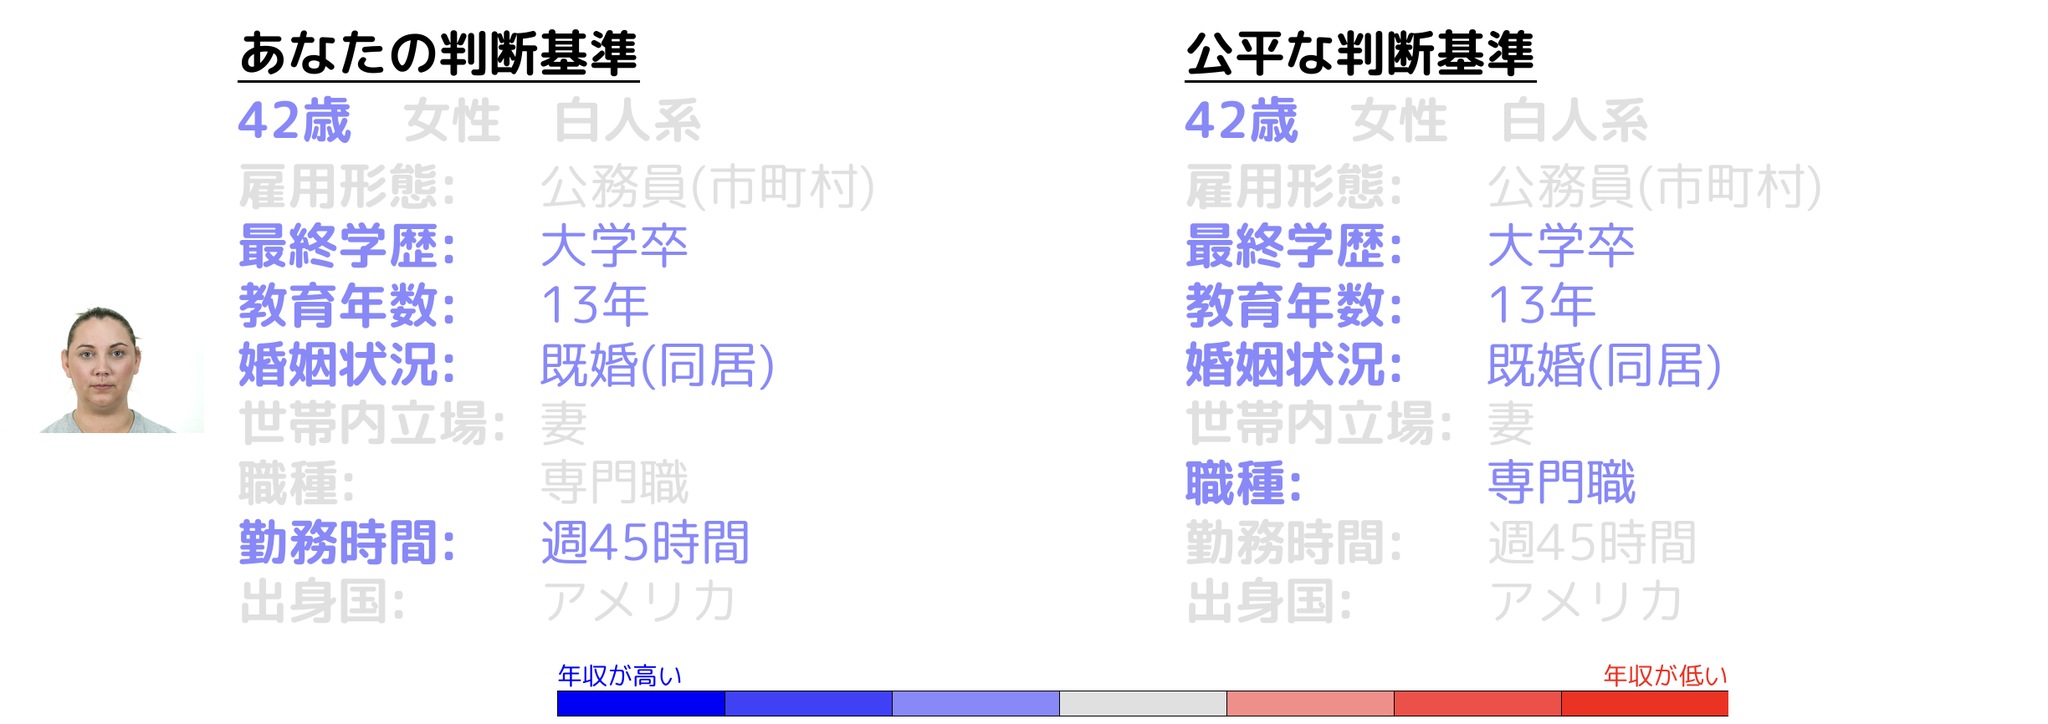 あなたの判断基準
42歳 女性 白人系
雇用形態: 公務員(市町村)
最終学歴: 大学卒
教育年数: 13年
婚姻状況: 既婚(同居)
世帯内立場: 妻
職種: 専門職
勤務時間: 週45時間
出身国: アメリカ
公平な判断基準
42歳 女性 白人系
雇用形態: 公務員(市町村)
最終学歴: 大学卒
教育年数: 13年
婚姻状況: 既婚(同居)
世帯内立場: 妻
職種: 専門職
勤務時間: 週45時間
出身国: アメリカ
年収が高い
年収が低い